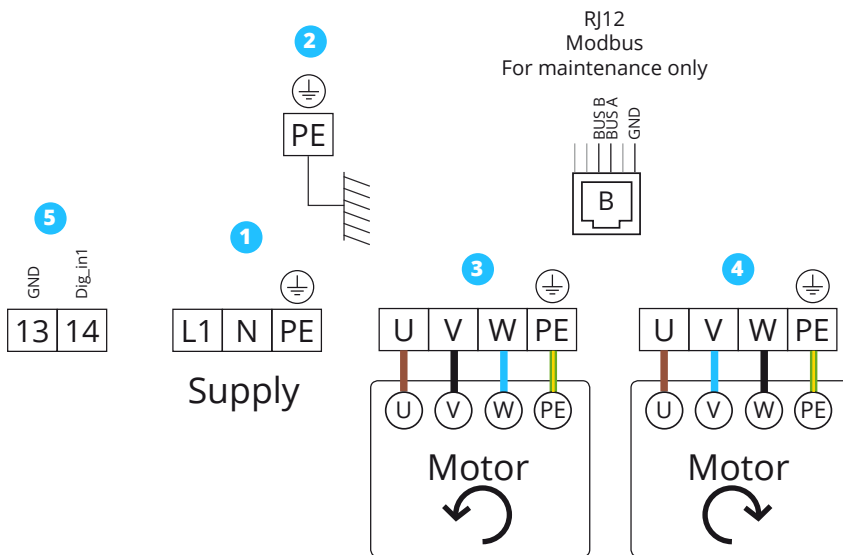 RJ12
Modbus
For maintenance only
2
PE
BUS B
BUS A
GND
B
5
GND
Dig_in1
13 14
1
L1 N PE
Supply
3
U V W PE
U V W PE
Motor
4
U V W PE
U V W PE
Motor